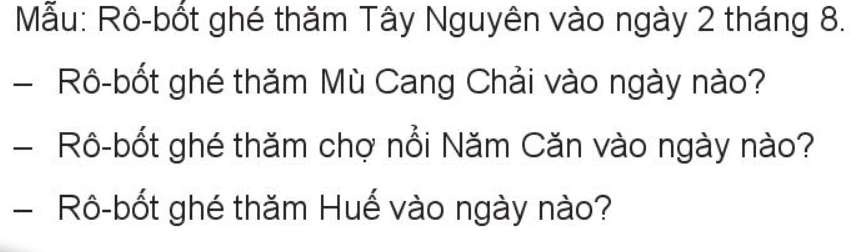 Mẫu: Rô-bốt ghé thăm Tây Nguyên vào ngày 2 tháng 8.
– Rô-bốt ghé thăm Mù Cang Chải vào ngày nào?
– Rô-bốt ghé thăm chợ nổi Năm Căn vào ngày nào?
– Rô-bốt ghé thăm Huế vào ngày nào?